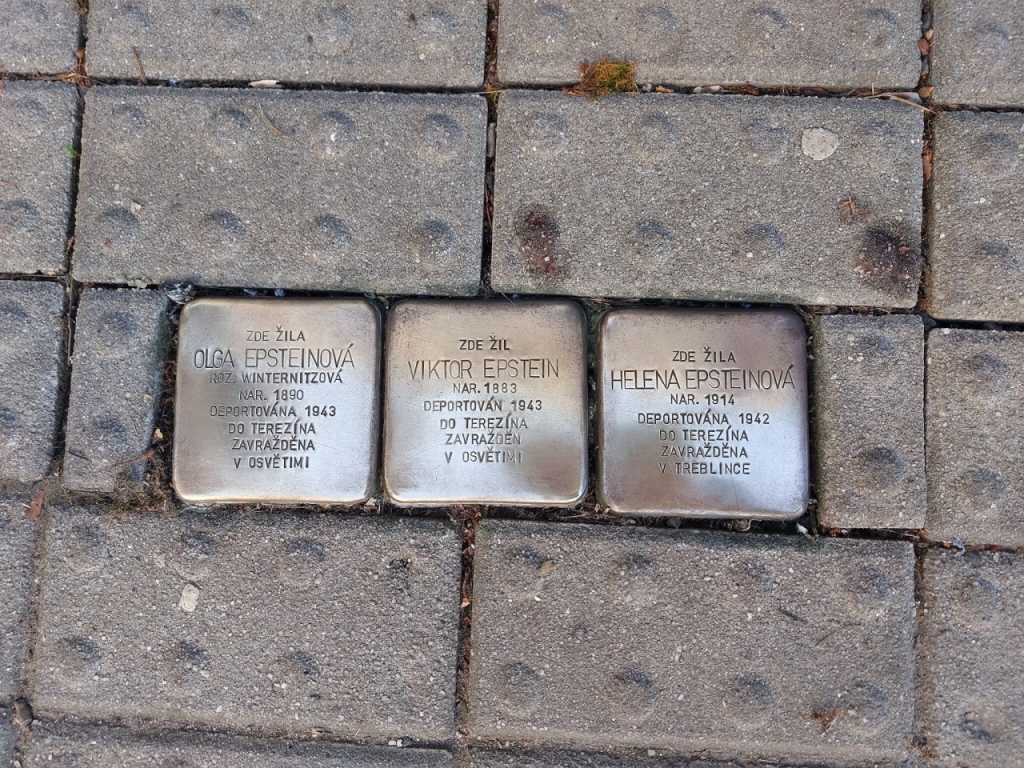 ZDE ŽILA
OLGA EPSTEINOVÁ
ROZ. WINTERNITZOVÁ
NAR. 1890
DEPORTOVÁNA 1943
DO TEREZÍNA
ZAVRAŽDĚNA
V OSVĚTIMI
ZDE ŽIL
VIKTOR EPSTEIN
NAR. 1883
DEPORTOVÁN 1943
DO TEREZÍNA
ZAVRAŽDĚN
V OSVĚTIMI
ZDE ŽILA
HELENA EPSTEINOVÁ
NAR. 1914
DEPORTOVÁNA 1942
DO TEREZÍNA
ZAVRAŽDĚNA
V TREBLINCE